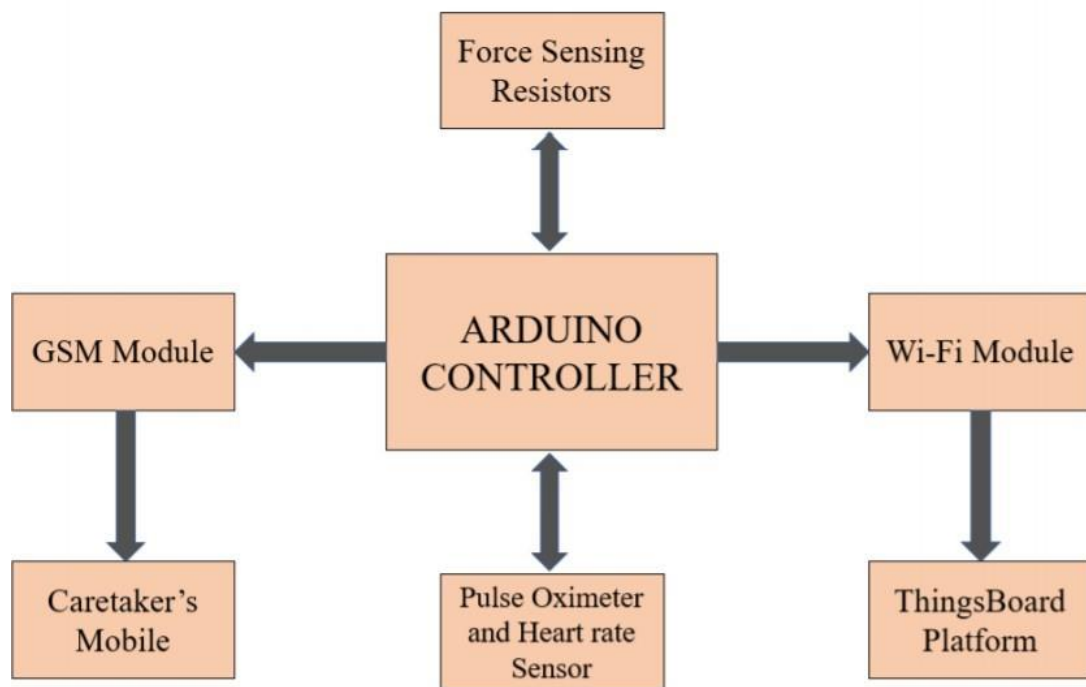 Force Sensing
Resistors
GSM Module
ARDUINO
CONTROLLER
Wi-Fi Module
Caretaker’s
Mobile
Pulse Oximeter
and Heart rate
Sensor
ThingsBoard
Platform